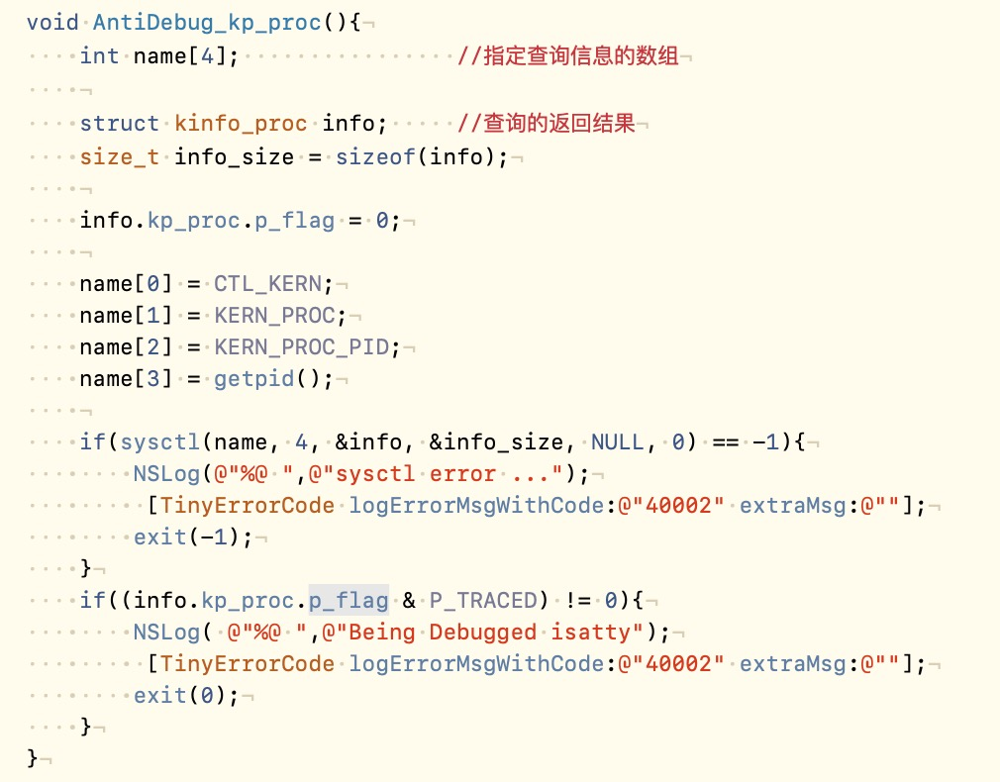 void AntiDebug_kp_proc(){
    int name[4];                //指定查询信息的数组
    
    struct kinfo_proc info;     //查询的返回结果
    size_t info_size = sizeof(info);
    
    info.kp_proc.p_flag = 0;
    
    name[0] = CTL_KERN;
    name[1] = KERN_PROC;
    name[2] = KERN_PROC_PID;
    name[3] = getpid();
    
    if(sysctl(name, 4, &info, &info_size, NULL, 0) == -1){
        NSLog(@"%@ ",@"sysctl error ...");
         [TinyErrorCode logErrorMsgWithCode:@"40002" extraMsg:@""];
        exit(-1);
    }
    if((info.kp_proc.p_flag & P_TRACED) != 0){
        NSLog( @"%@ ",@"Being Debugged isatty");
         [TinyErrorCode logErrorMsgWithCode:@"40002" extraMsg:@""];
        exit(0);
    }
}